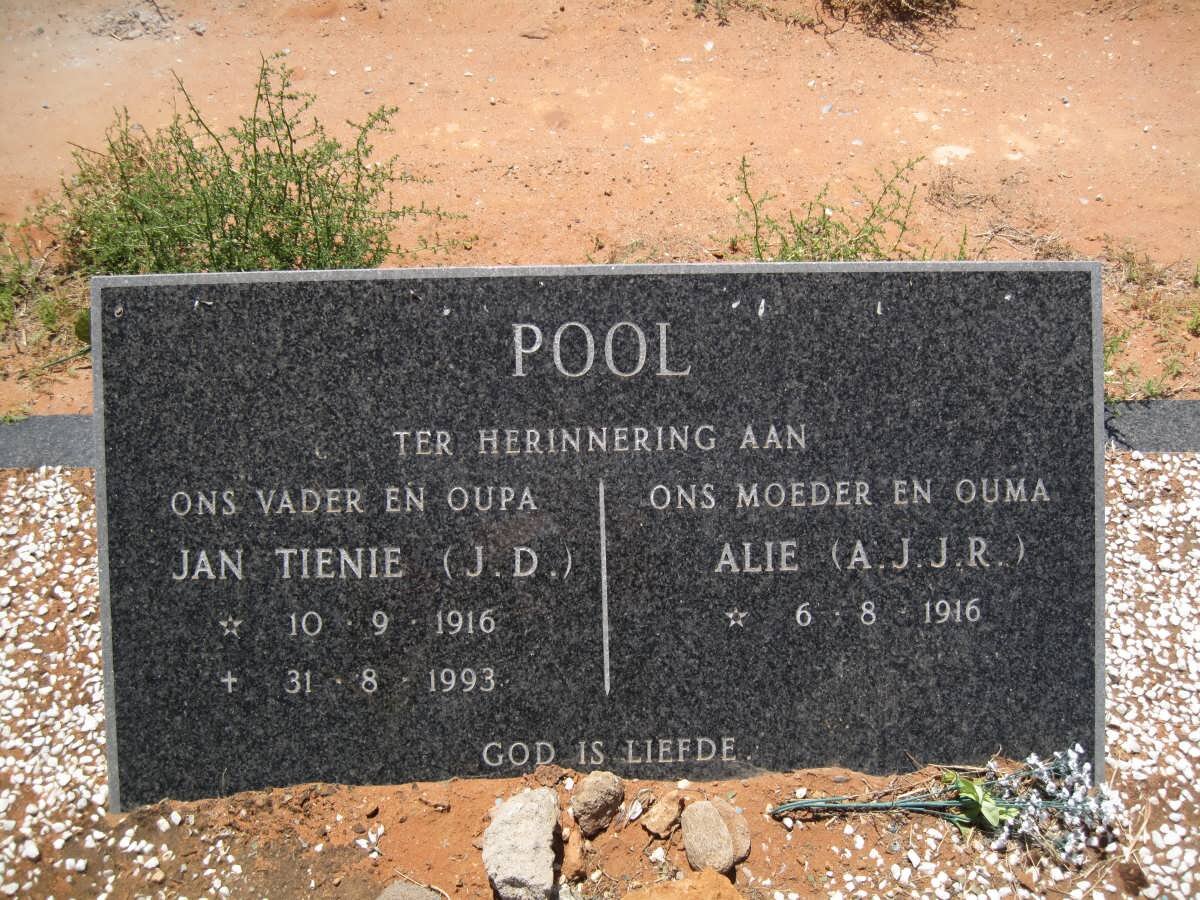 POOL
TER HERINNERING AAN
ONS VADER EN OUPA
JAN TIENIE (J.D.)
☆ 10 · 9 · 1916
✝ 31 · 8 · 1993
ONS MOEDER EN OUMA
ALIE (A.J.J.R.)
☆ 6 · 8 · 1916
GOD IS LIEFDE.